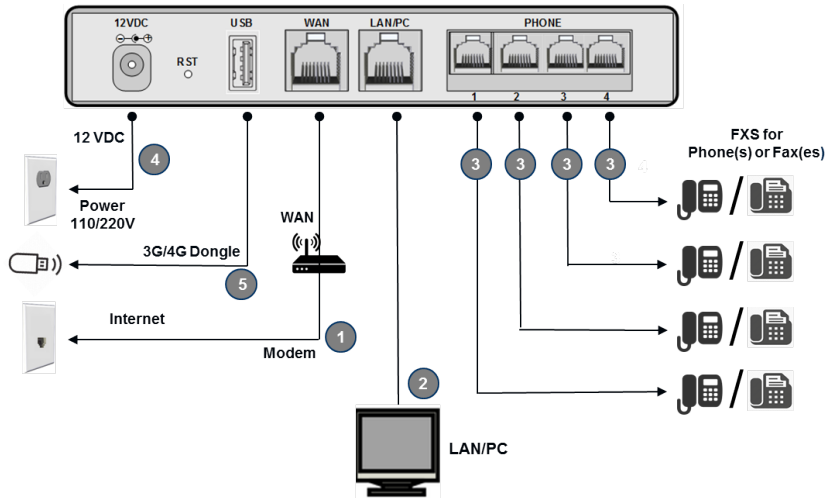 12VDC
USB
WAN
LAN/PC
PHONE
RST
1 2 3 4
12 VDC
4
3 3 3 3
FXS for
Phone(s) or Fax(es)
Power
110/220V
WAN
3G/4G Dongle
5
Internet
1
Modem
2
LAN/PC